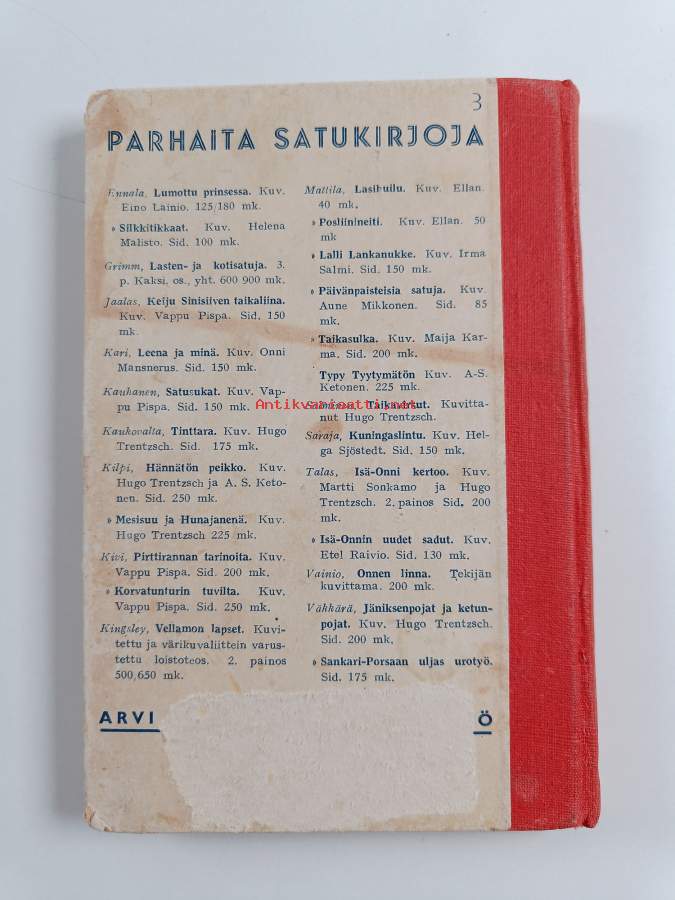 3
PARHAITA SATUKIRJOJA
Ennala, Lumottu prinsessa. Kuv.
Eino Lainio. 125/180 mk.
» Silkkitikkaat. Kuv. Helena
Malisto. Sid. 100 mk.
Grimm, Lasten- ja kotisatuja. 3.
p. Kaksi. os., yht. 600 900 mk.
Jaalas, Keiju Sinisiiven taikaliina.
Kuv. Vappu Pispa. Sid. 150
mk.
Kari, Leena ja minä. Kuv. Onni
Mansnerus. Sid. 150 mk.
Kauhanen, Satusukat. Kuv. Vap-
pu Pispa. Sid. 150 mk.
Kaukovalta, Tinttara. Kuv. Hugo
Trentzsch. Sid. 175 mk.
Kilpi, Hännätön peikko. Kuv.
Hugo Trentzsch ja A. S. Keto-
nen. Sid. 250 mk.
» Mesisuu ja Hunajanenä. Kuv.
Hugo Trentzsch 225 mk.
Kivi, Pirttirannan tarinoita. Kuv.
Vappu Pispa. Sid. 200 mk.
» Korvatunturin tuvilta. Kuv.
Vappu Pispa. Sid. 250 mk.
Kingsley, Vellamon lapset. Kuvi-
tettu ja värikuvaliittein varus-
tettu loistoteos. 2. painos
500,650 mk.
Mattila, Lasihuilu. Kuv. Ellan.
40 mk.
» Posliinineiti. Kuv. Ellan. 50
mk
» Lalli Lankanukke. Kuv. Irma
Salmi. Sid. 150 mk.
» Päivänpaisteisia satuja. Kuv.
Aune Mikkonen. Sid. 85
mk.
» Taikasulka. Kuv. Maija Kar-
ma. Sid. 200 mk.
Typy Tyytymätön Kuv. A-S.
Ketonen. 225 mk.
Taikavirsut. Kuvitta-
nut Hugo Trentzsch.
Saraja, Kuningaslintu. Kuv. Hel-
ga Sjöstedt. Sid. 150 mk.
Talas, Isä-Onni kertoo. Kuv.
Martti Sonkamo ja Hugo
Trentzsch. 2. painos Sid. 200
mk.
» Isä-Onnin uudet sadut. Kuv.
Etel Raivio. Sid. 130 mk.
Vainio, Onnen linna. Tekijän
kuvittama. 200 mk.
Vähkärä, Jäniksenpojat ja ketun-
pojat. Kuv. Hugo Trentzsch.
Sid. 200 mk.
» Sankari-Porsaan uljas urotyö.
Sid. 175 mk.
ARVI Ö
Antikvariaatti.net